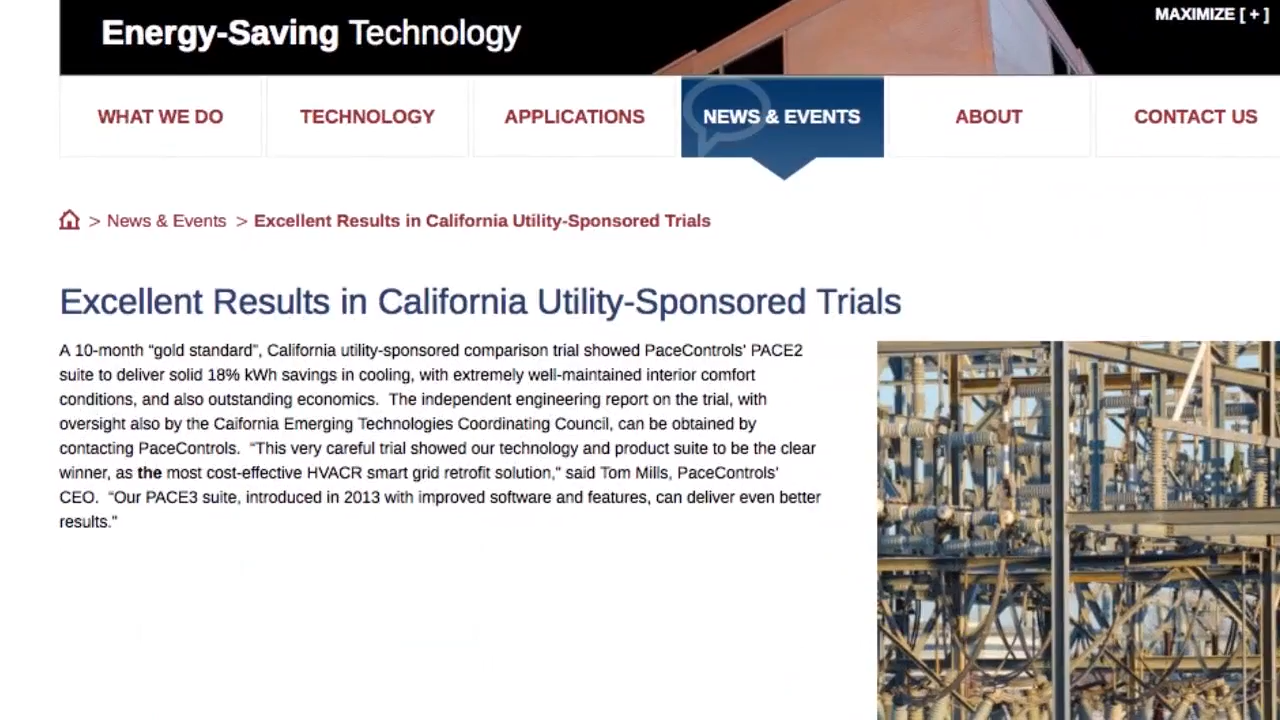 Energy-Saving Technology
MAXIMIZE [ + ]
WHAT WE DO
TECHNOLOGY
APPLICATIONS
NEWS & EVENTS
ABOUT
CONTACT US
> News & Events > Excellent Results in California Utility-Sponsored Trials
Excellent Results in California Utility-Sponsored Trials
A 10-month “gold standard”, California utility-sponsored comparison trial showed PaceControls’ PACE2
suite to deliver solid 18% kWh savings in cooling, with extremely well-maintained interior comfort
conditions, and also outstanding economics.  The independent engineering report on the trial, with
oversight also by the Caifornia Emerging Technologies Coordinating Council, can be obtained by
contacting PaceControls.  “This very careful trial showed our technology and product suite to be the clear
winner, as the most cost-effective HVACR smart grid retrofit solution,” said Tom Mills, PaceControls’
CEO.  “Our PACE3 suite, introduced in 2013 with improved software and features, can deliver even better
results.”